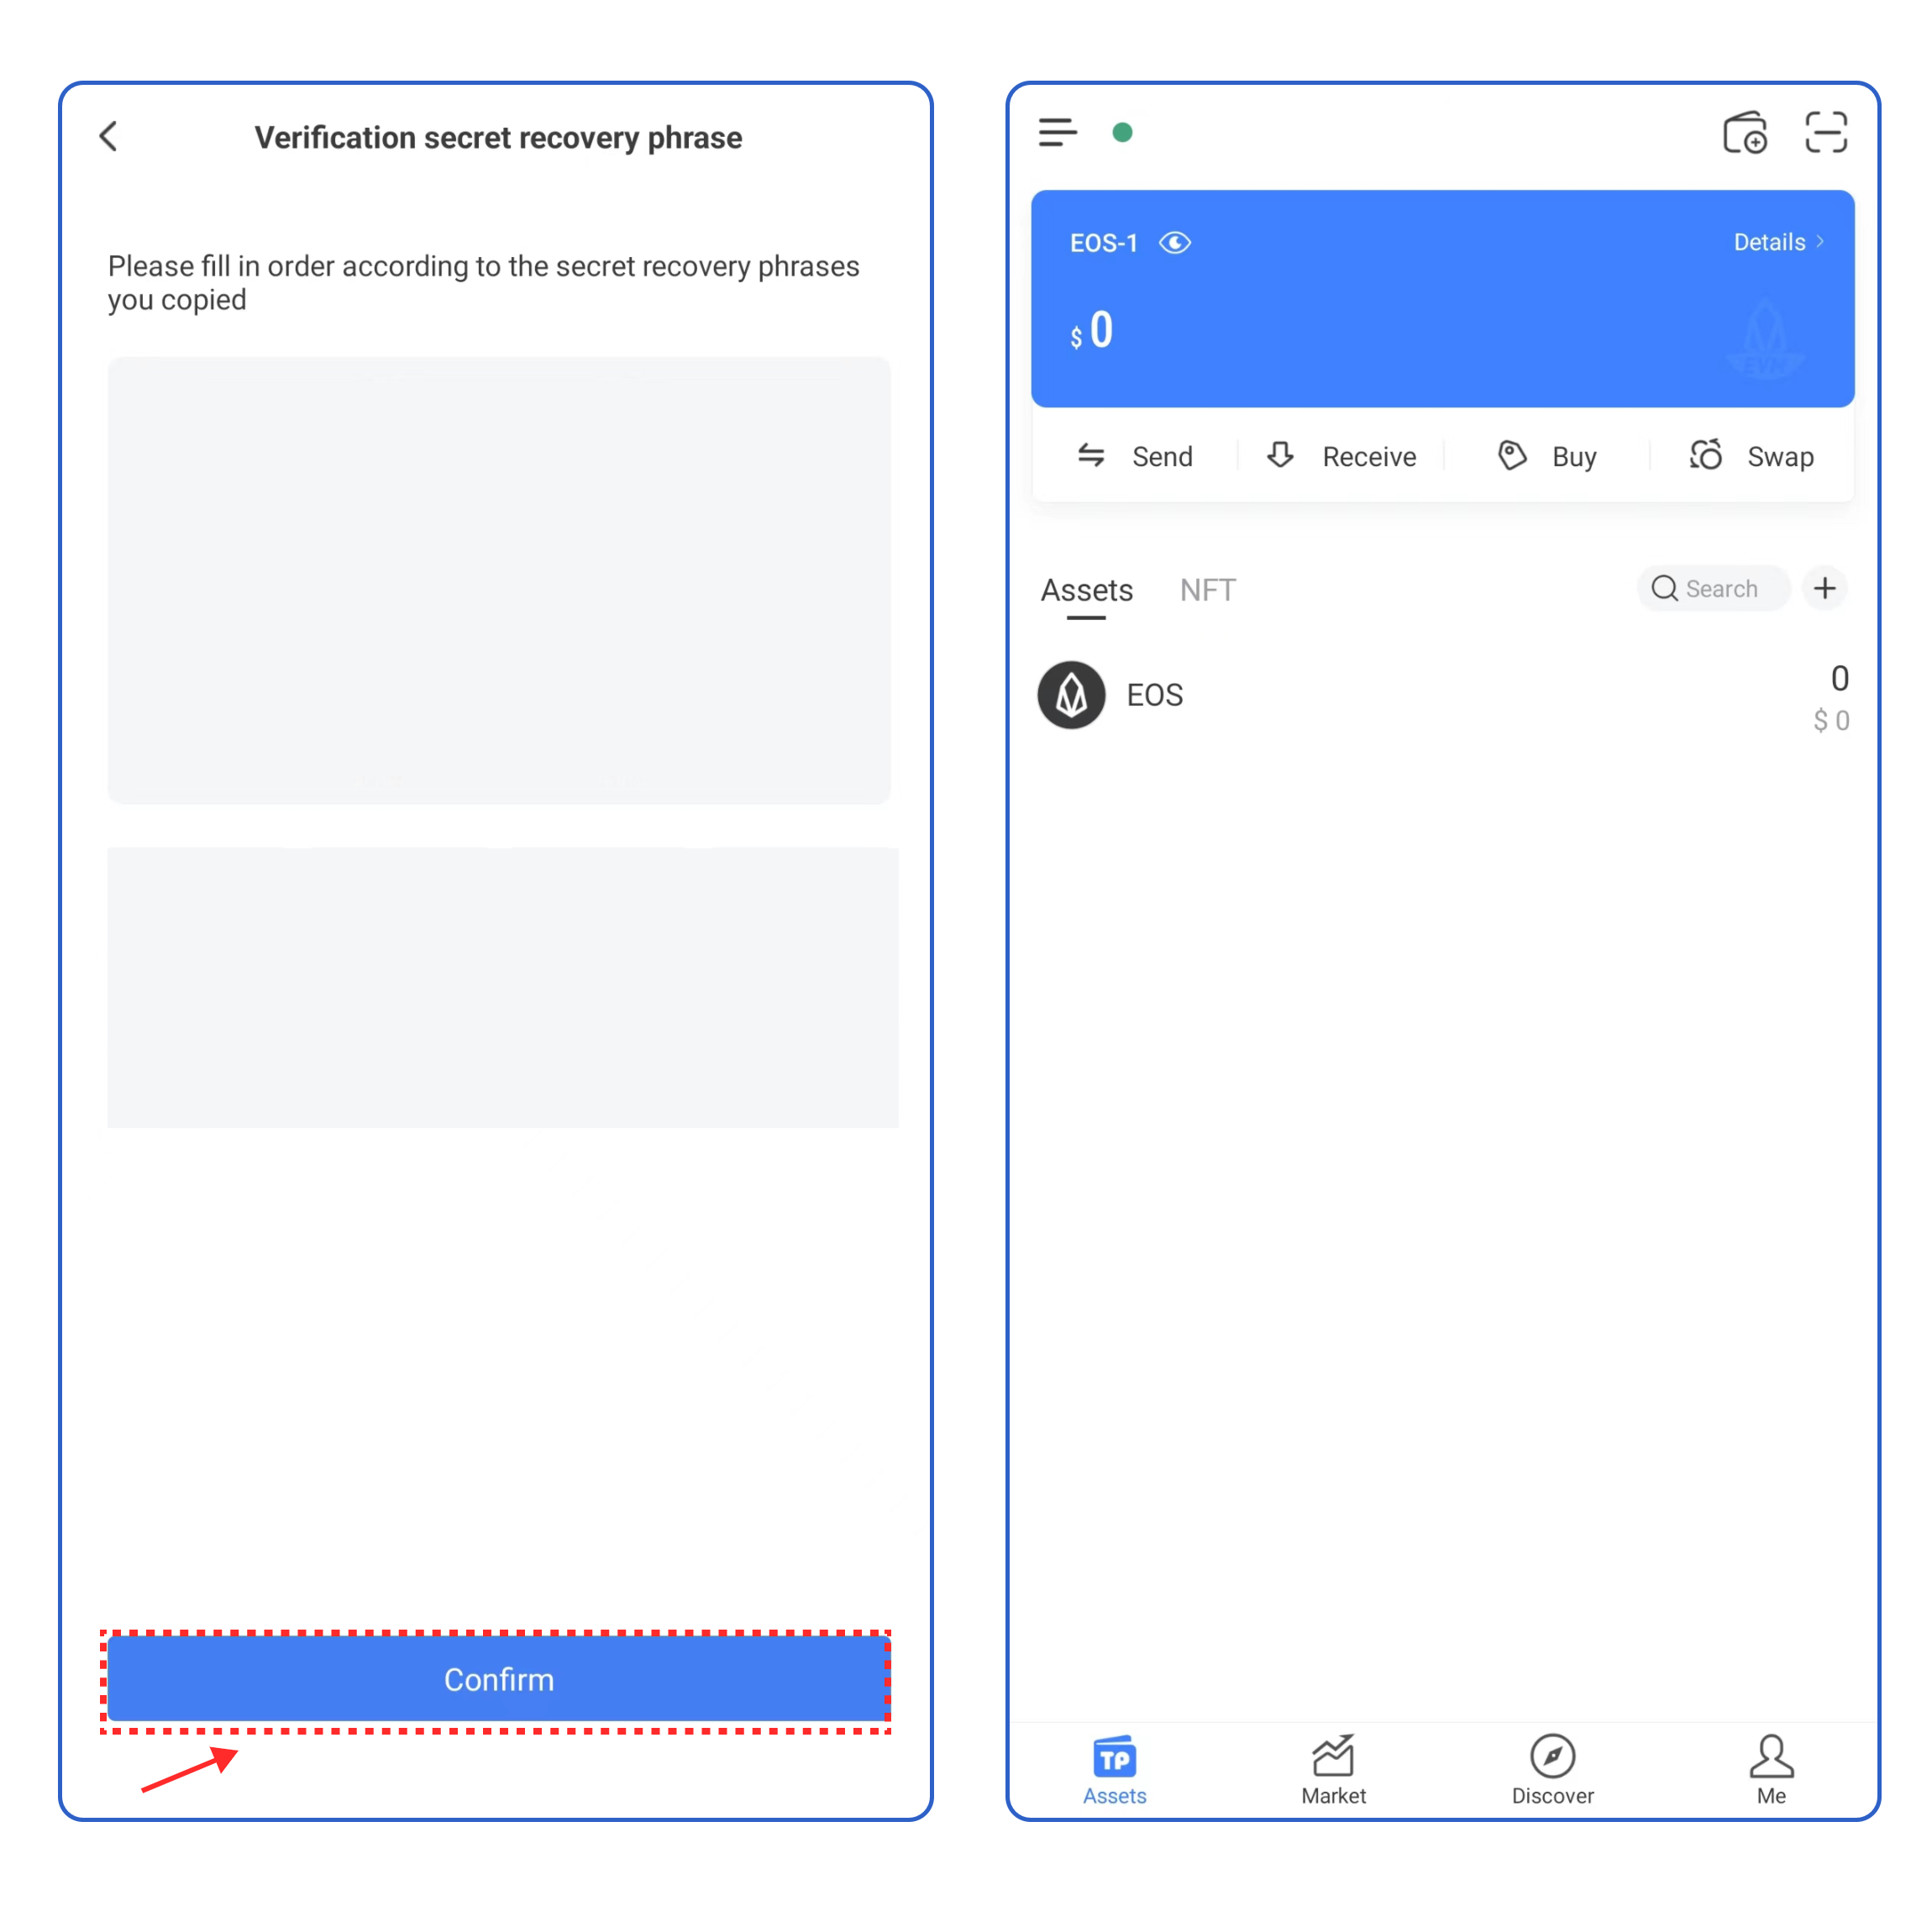 Verification secret recovery phrase
Please fill in order according to the secret recovery phrases
you copied
Confirm
EOS-1
Details
$ 0
EVM
Send
Receive
Buy
Swap
Assets
NFT
Search
EOS
0
$ 0
TP
Assets
Market
Discover
Me